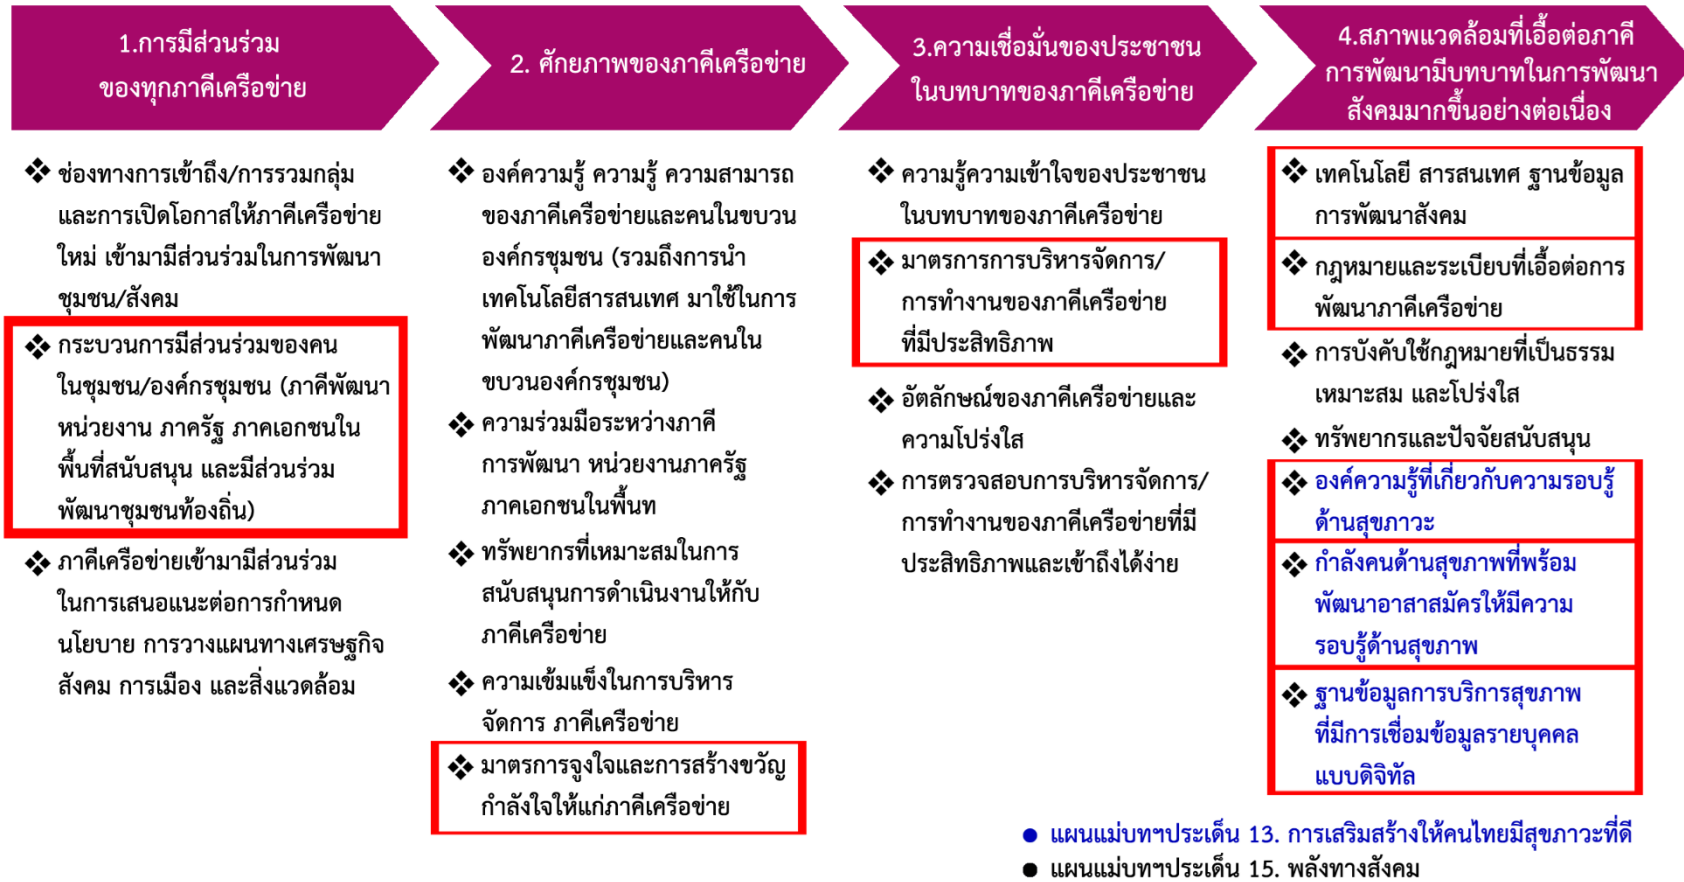 1.การมีส่วนร่วม
ของทุกภาคีเครือข่าย
❖ ช่องทางการเข้าถึง/การรวมกลุ่ม
และการเปิดโอกาสให้ภาคีเครือข่าย
ใหม่ เข้ามามีส่วนร่วมในการพัฒนา
ชุมชน/สังคม
❖ กระบวนการมีส่วนร่วมของคน
ในชุมชน/องค์กรชุมชน (ภาคีพัฒนา
หน่วยงาน ภาครัฐ ภาคเอกชนใน
พื้นที่สนับสนุน และมีส่วนร่วม
พัฒนาชุมชนท้องถิ่น)
❖ ภาคีเครือข่ายเข้ามามีส่วนร่วม
ในการเสนอแนะต่อการกำหนด
นโยบาย การวางแผนทางเศรษฐกิจ
สังคม การเมือง และสิ่งแวดล้อม
2. ศักยภาพของภาคีเครือข่าย
❖ องค์ความรู้ ความรู้ ความสามารถ
ของภาคีเครือข่ายและคนในขบวน
องค์กรชุมชน (รวมถึงการนำ
เทคโนโลยีสารสนเทศ มาใช้ในการ
พัฒนาภาคีเครือข่ายและคนใน
ขบวนองค์กรชุมชน)
❖ ความร่วมมือระหว่างภาคี
การพัฒนา หน่วยงานภาครัฐ
ภาคเอกชนในพื้นท
❖ ทรัพยากรที่เหมาะสมในการ
สนับสนุนการดำเนินงานให้กับ
ภาคีเครือข่าย
❖ ความเข้มแข็งในการบริหาร
จัดการ ภาคีเครือข่าย
❖ มาตรการจูงใจและการสร้างขวัญ
กำลังใจให้แก่ภาคีเครือข่าย
3.ความเชื่อมั่นของประชาชน
ในบทบาทของภาคีเครือข่าย
❖ ความรู้ความเข้าใจของประชาชน
ในบทบาทของภาคีเครือข่าย
❖ มาตรการการบริหารจัดการ/
การทำงานของภาคีเครือข่าย
ที่มีประสิทธิภาพ
❖ อัตลักษณ์ของภาคีเครือข่ายและ
ความโปร่งใส
❖ การตรวจสอบการบริหารจัดการ/
การทำงานของภาคีเครือข่ายที่มี
ประสิทธิภาพและเข้าถึงได้ง่าย
4.สภาพแวดล้อมที่เอื้อต่อภาคี
การพัฒนามีบทบาทในการพัฒนา
สังคมมากขึ้นอย่างต่อเนื่อง
❖ เทคโนโลยี สารสนเทศ ฐานข้อมูล
การพัฒนาสังคม
❖ กฎหมายและระเบียบที่เอื้อต่อการ
พัฒนาภาคีเครือข่าย
❖ การบังคับใช้กฎหมายที่เป็นธรรม
เหมาะสม และโปร่งใส
❖ ทรัพยากรและปัจจัยสนับสนุน
❖ องค์ความรู้ที่เกี่ยวกับความรอบรู้
ด้านสุขภาวะ
❖ กำลังคนด้านสุขภาพที่พร้อม
พัฒนาอาสาสมัครให้มีความ
รอบรู้ด้านสุขภาพ
❖ ฐานข้อมูลการบริการสุขภาพ
ที่มีการเชื่อมข้อมูลรายบุคคล
แบบดิจิทัล
● แผนแม่บทฯประเด็น 13. การเสริมสร้างให้คนไทยมีสุขภาวะที่ดี
● แผนแม่บทฯประเด็น 15. พลังทางสังคม